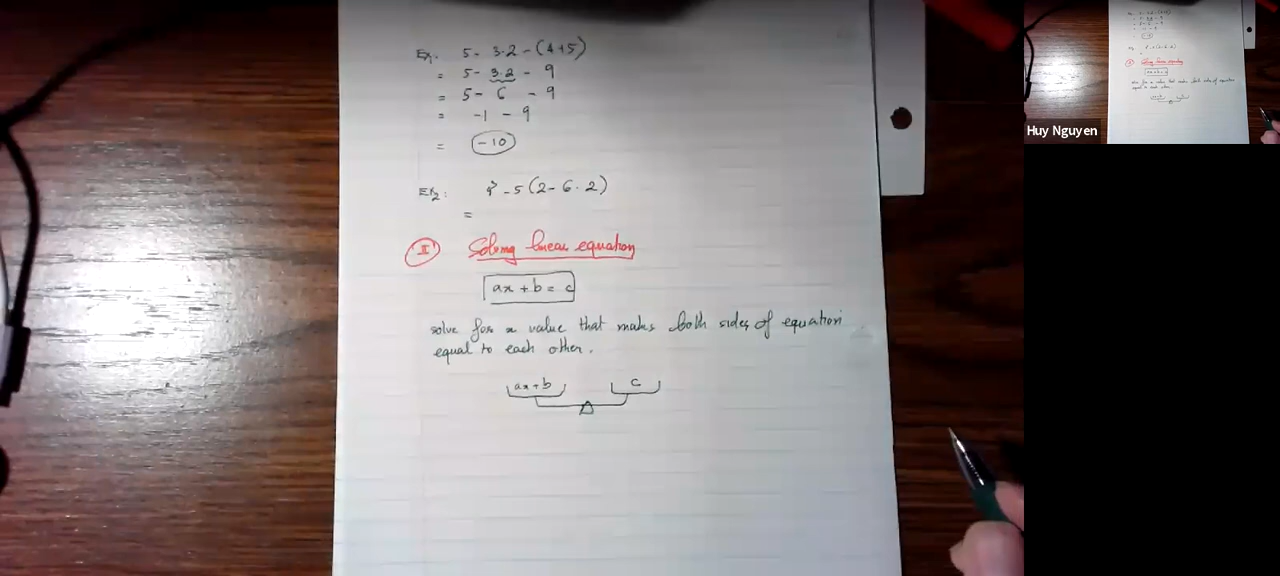 Ex₁: 5 - 3·2 - (4+5)
= 5 - 3·2 - 9
= 5 - 6 - 9
= -1 - 9
= -10
Ex₂: - 5 (2 - 6·2)
=
II Solving linear equation
ax + b = c
solve for x value that makes both sides of equation
equal to each other.
ax + b c
Huy Nguyen